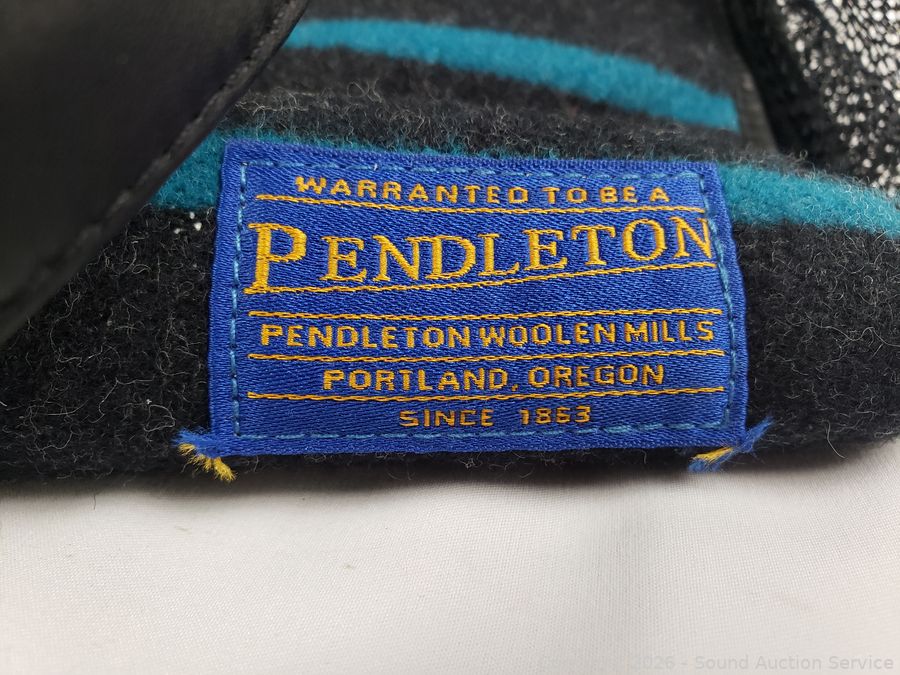 WARRANTED TO BE A
PENDLETON
PENDLETON WOOLEN MILLS
PORTLAND, OREGON
SINCE 1863
2026 - Sound Auction Service